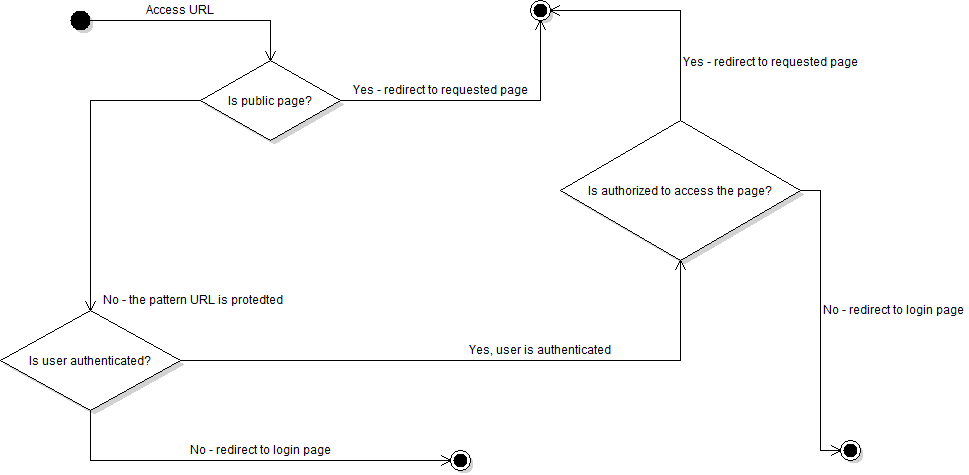 Access URL
Is public page?
Yes - redirect to requested page
Yes - redirect to requested page
Is authorized to access the page?
No - the pattern URL is protedted
No - redirect to login page
Is user authenticated?
Yes, user is authenticated
No - redirect to login page